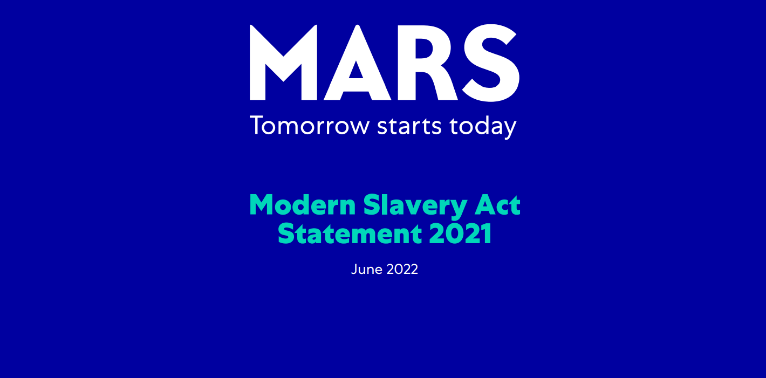 MARS
Tomorrow starts today
Modern Slavery Act
Statement 2021
June 2022